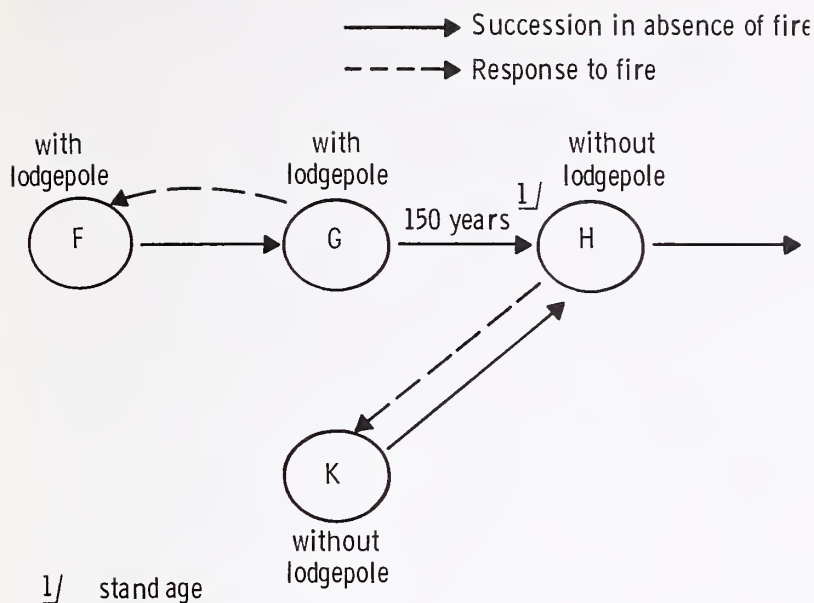 Succession in absence of fire
Response to fire
with
lodgepole
with
lodgepole
without
lodgepole
F
G
150 years 1/
H
K
without
lodgepole
1/ stand age